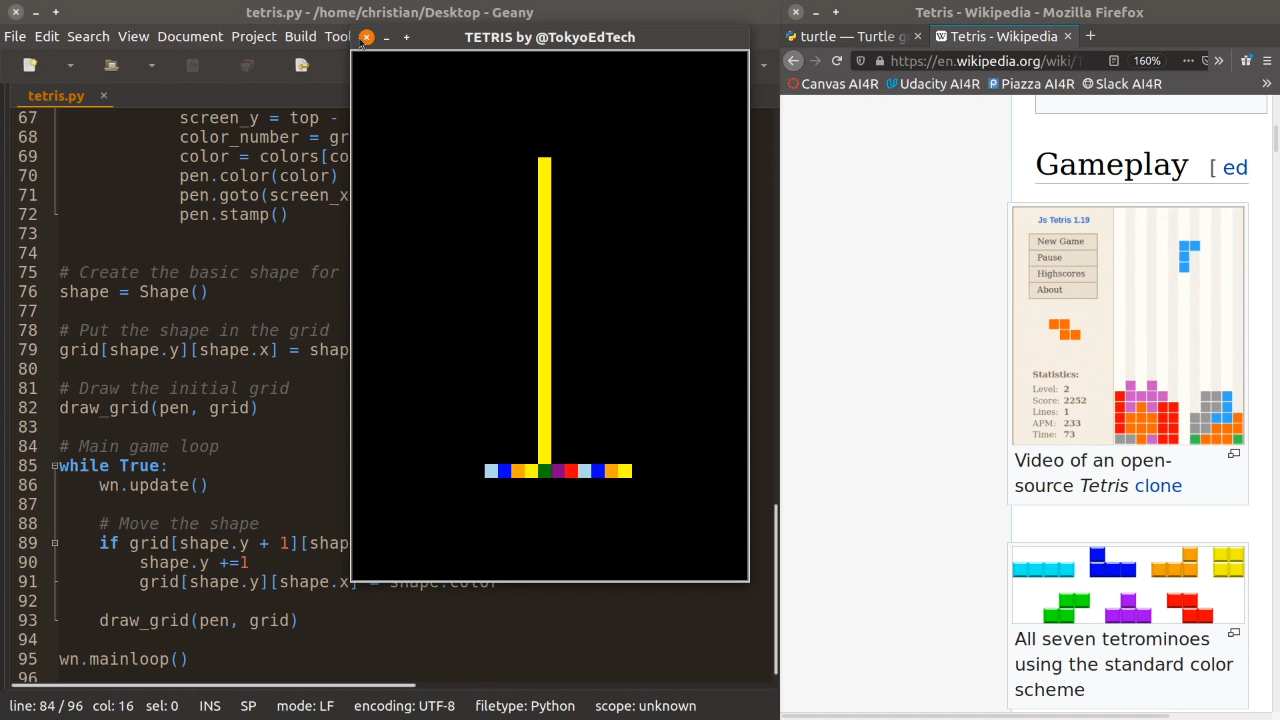 tetris.py - /home/christian/Desktop - Geany
File Edit Search View Document Project Build Tool
tetris.py ×
67 screen_y = top -
68 color_number = gr
69 color = colors[co
70 pen.color(color)
71 pen.goto(screen_x
72 pen.stamp()
73
74
75 # Create the basic shape for
76 shape = Shape()
77
78 # Put the shape in the grid
79 grid[shape.y][shape.x] = shap
80
81 # Draw the initial grid
82 draw_grid(pen, grid)
83
84 # Main game loop
85 while True:
86 wn.update()
87
88 # Move the shape
89 if grid[shape.y + 1][shap
90 shape.y +=1
91 grid[shape.y][shape.x] = shape.color
92
93 draw_grid(pen, grid)
94
95 wn.mainloop()
96
line: 84 / 96 col: 16 sel: 0 INS SP mode: LF encoding: UTF-8 filetype: Python scope: unknown
TETRIS by @TokyoEdTech
Tetris - Wikipedia - Mozilla Firefox
turtle — Turtle g × Tetris - Wikipedia × +
https://en.wikipedia.org/wiki/ 160%
Canvas AI4R Udacity AI4R Piazza AI4R Slack AI4R »
Gameplay [ ed
Js Tetris 1.19
New Game
Pause
Highscores
About
Statistics:
Level: 2
Score: 2252
Lines: 1
APM: 233
Time: 73
Video of an open-
source Tetris clone
All seven tetrominoes
using the standard color
scheme